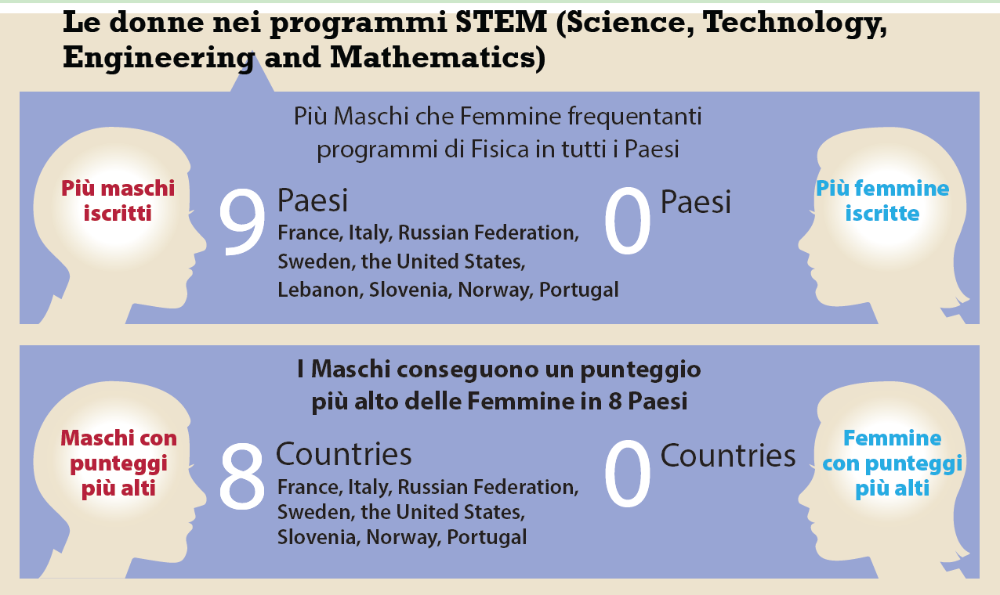 Le donne nei programmi STEM (Science, Technology,
Engineering and Mathematics)
Più Maschi che Femmine frequentanti
programmi di Fisica in tutti i Paesi
Più maschi
iscritti
9 Paesi
France, Italy, Russian Federation,
Sweden, the United States,
Lebanon, Slovenia, Norway, Portugal
0 Paesi
Più femmine
iscritte
I Maschi conseguono un punteggio
più alto delle Femmine in 8 Paesi
Maschi con
punteggi
più alti
8 Countries
France, Italy, Russian Federation,
Sweden, the United States,
Slovenia, Norway, Portugal
0 Countries
Femmine
con punteggi
più alti